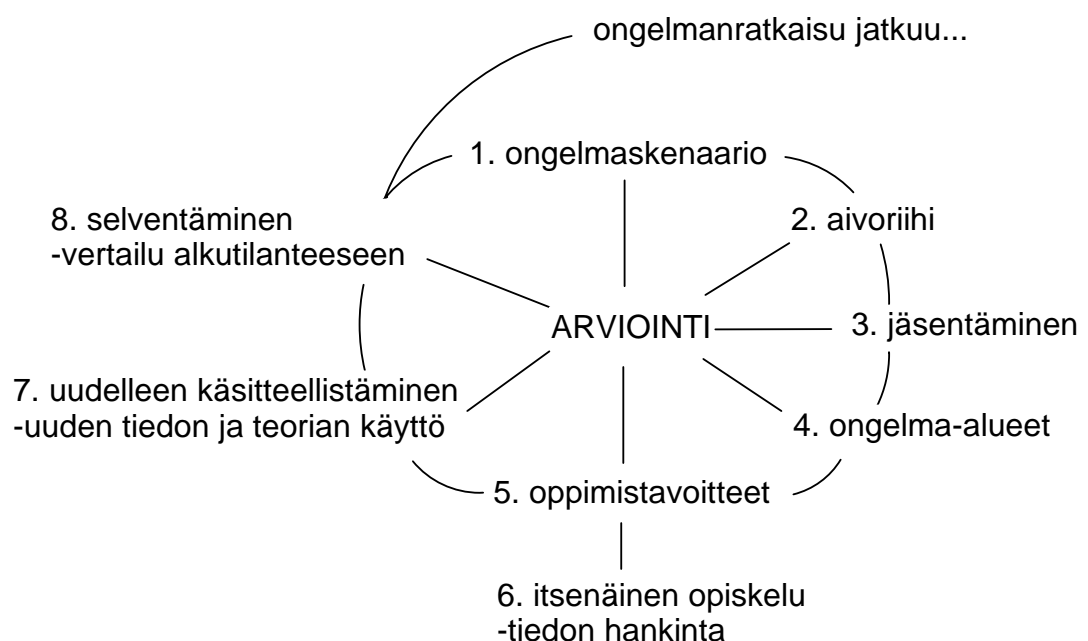 ongelmanratkaisu jatkuu...
1. ongelmaskenaario
2. aivoriihi
3. jäsentäminen
4. ongelma-alueet
5. oppimistavoitteet
6. itsenäinen opiskelu
-tiedon hankinta
7. uudelleen käsitteellistäminen
-uuden tiedon ja teorian käyttö
8. selventäminen
-vertailu alkutilanteeseen
ARVIOINTI